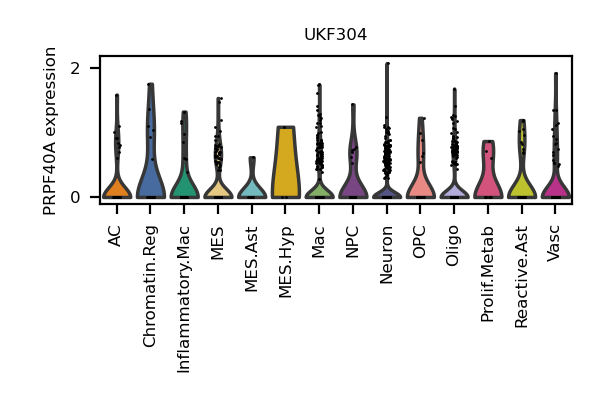 UKF304
PRPF40A expression
2
0
AC
Chromatin.Reg
Inflammatory.Mac
MES
MES.Ast
MES.Hyp
Mac
NPC
Neuron
OPC
Oligo
Prolif.Metab
Reactive.Ast
Vasc